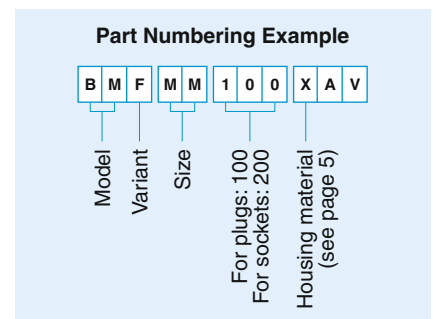 Part Numbering Example
B M F M M 1 0 0 X A V
Model
Variant
Size
For plugs: 100
For sockets: 200
Housing material
(see page 5)